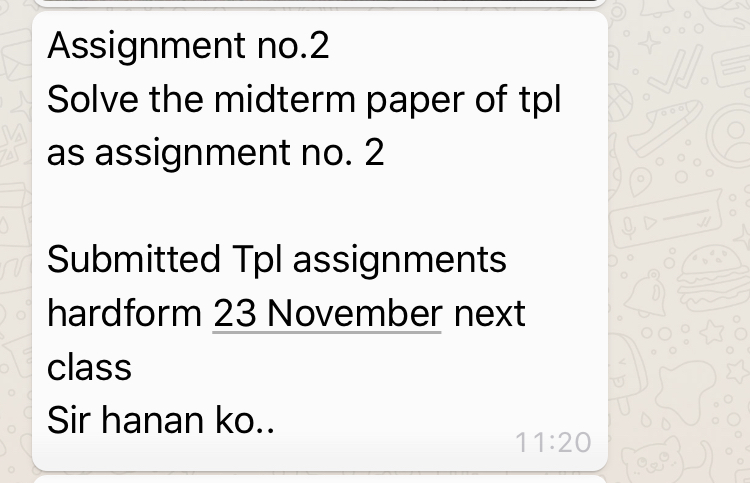 Assignment no.2
Solve the midterm paper of tpl
as assignment no. 2
Submitted Tpl assignments
hardform 23 November next
class
Sir hanan ko..
11:20